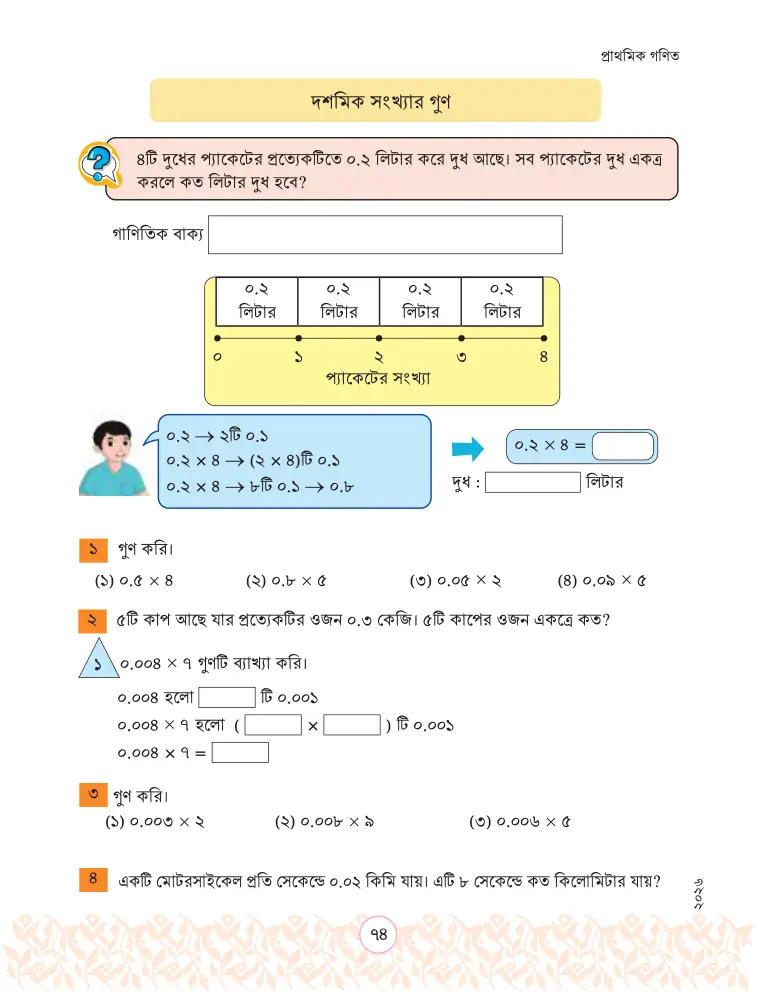 প্রাথমিক গণিত
দশমিক সংখ্যার গুণ
৪টি দুধের প্যাকেটের প্রত্যেকটিতে ০.২ লিটার করে দুধ আছে। সব প্যাকেটের দুধ একত্র
করলে কত লিটার দুধ হবে?
গাণিতিক বাক্য
০.২ ০.২ ০.২ ০.২
লিটার লিটার লিটার লিটার
০ ১ ২ ৩ ৪
প্যাকেটের সংখ্যা
০.২ → ২টি ০.১
০.২ × ৪ → (২ × ৪)টি ০.১
০.২ × ৪ → ৮টি ০.১ → ০.৮
০.২ × ৪ =
দুধ : লিটার
১ গুণ করি।
(১) ০.৫ × ৪ (২) ০.৮ × ৫ (৩) ০.০৫ × ২ (৪) ০.০৯ × ৫
২ ৫টি কাপ আছে যার প্রত্যেকটির ওজন ০.৩ কেজি। ৫টি কাপের ওজন একত্রে কত?
১ ০.০০৪ × ৭ গুণটি ব্যাখ্যা করি।
০.০০৪ হলো টি ০.০০১
০.০০৪ × ৭ হলো ( × ) টি ০.০০১
০.০০৪ × ৭ =
৩ গুণ করি।
(১) ০.০০৩ × ২ (২) ০.০০৮ × ৯ (৩) ০.০০৬ × ৫
৪ একটি মোটরসাইকেল প্রতি সেকেন্ডে ০.০২ কিমি যায়। এটি ৮ সেকেন্ডে কত কিলোমিটার যায়?
২০২৬
৭৪